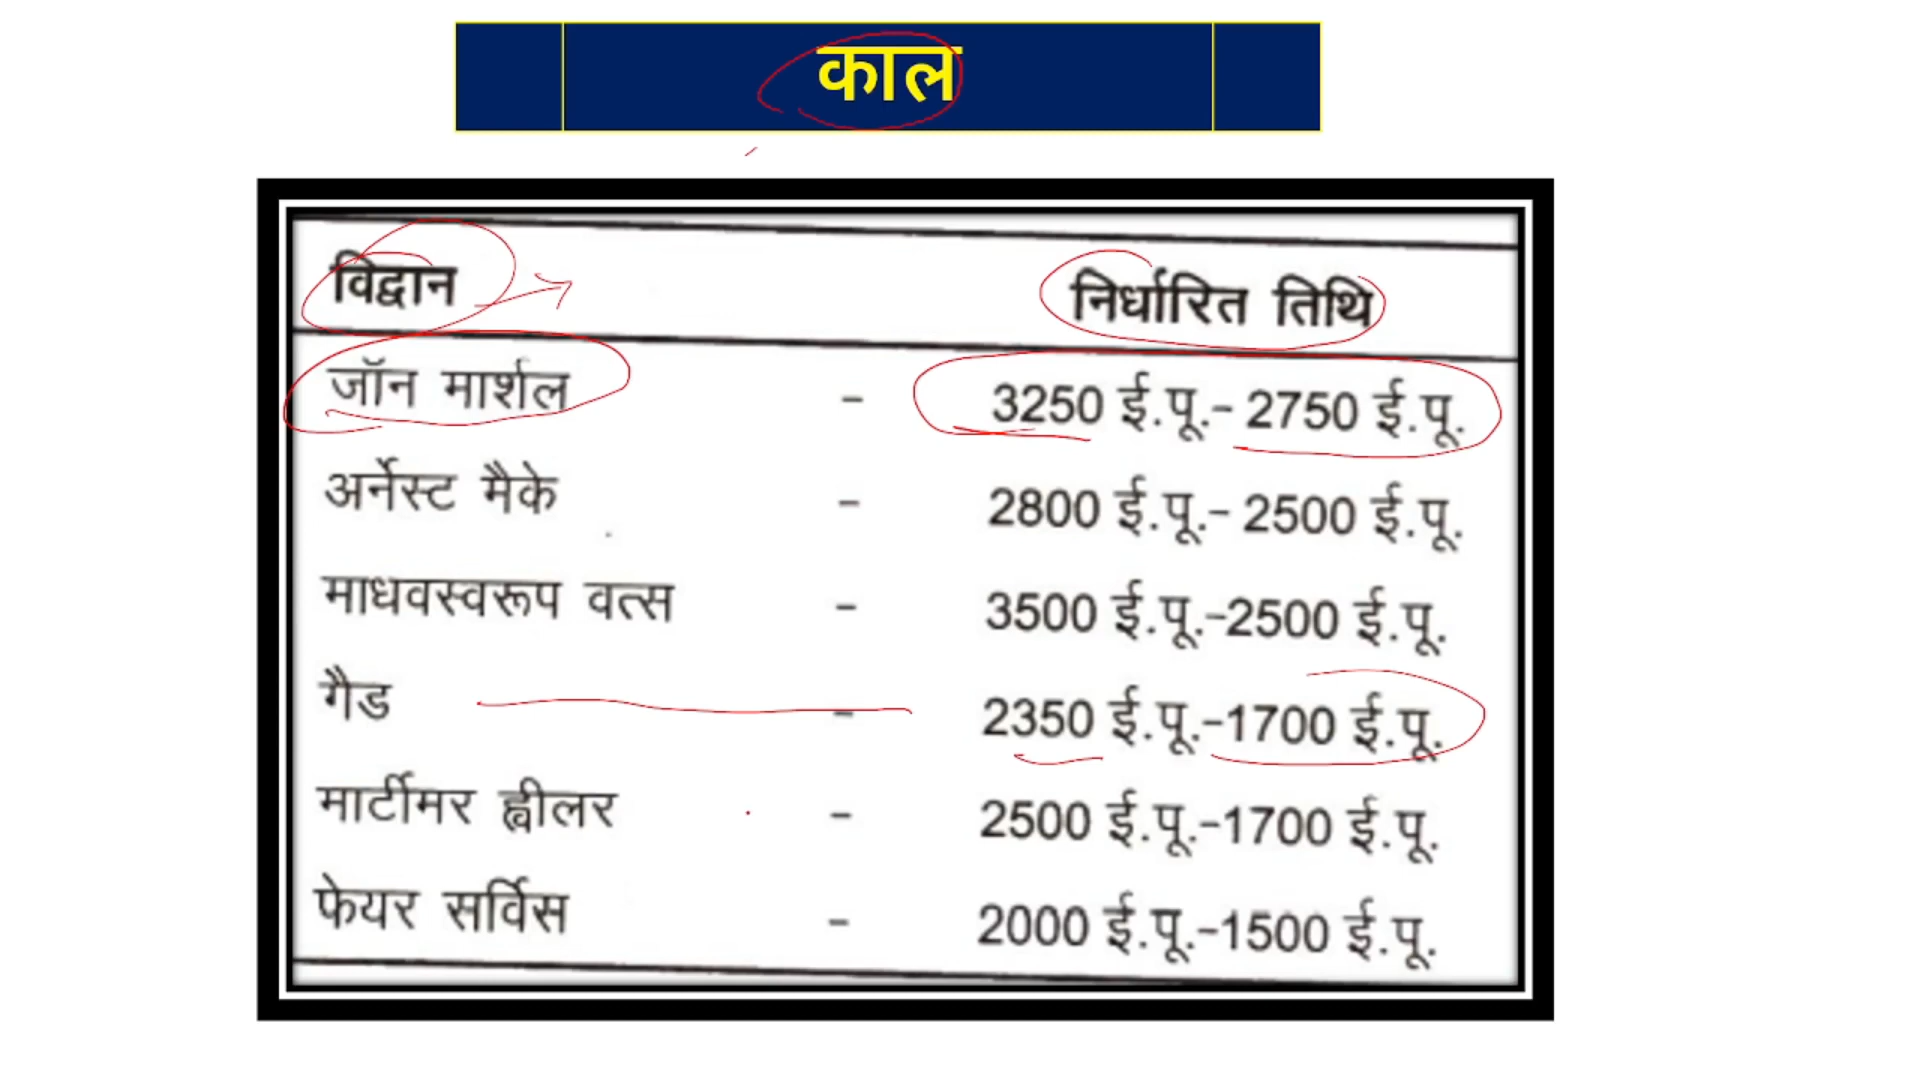 काल
विद्वान निर्धारित तिथि
जॉन मार्शल - 3250 ई.पू.- 2750 ई.पू.
अर्नेस्ट मैके - 2800 ई.पू.- 2500 ई.पू.
माधवस्वरूप वत्स - 3500 ई.पू.-2500 ई.पू.
गैड - 2350 ई.पू.-1700 ई.पू.
मार्टीमर ह्वीलर - 2500 ई.पू.-1700 ई.पू.
फेयर सर्विस - 2000 ई.पू.-1500 ई.पू.